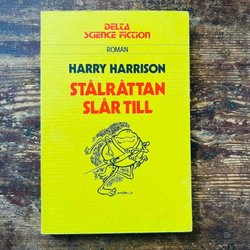 DELTA
SCIENCE FICTION
ROMAN
HARRY HARRISON
STÅLRÅTTAN
SLÅR TILL